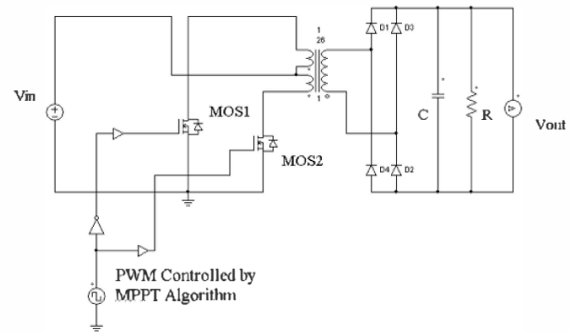 1
26
D1
D3
Vin
MOS1
1
C
R
Vout
MOS2
D4
D2
PWM Controlled by
MPPT Algorithm